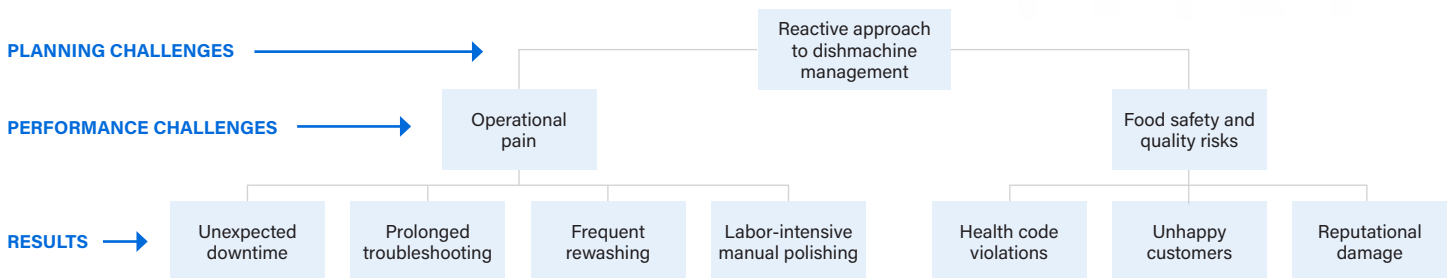 PLANNING CHALLENGES
Reactive approach
to dishmachine
management
PERFORMANCE CHALLENGES
Operational
pain
Food safety and
quality risks
RESULTS
Unexpected
downtime
Prolonged
troubleshooting
Frequent
rewashing
Labor-intensive
manual polishing
Health code
violations
Unhappy
customers
Reputational
damage